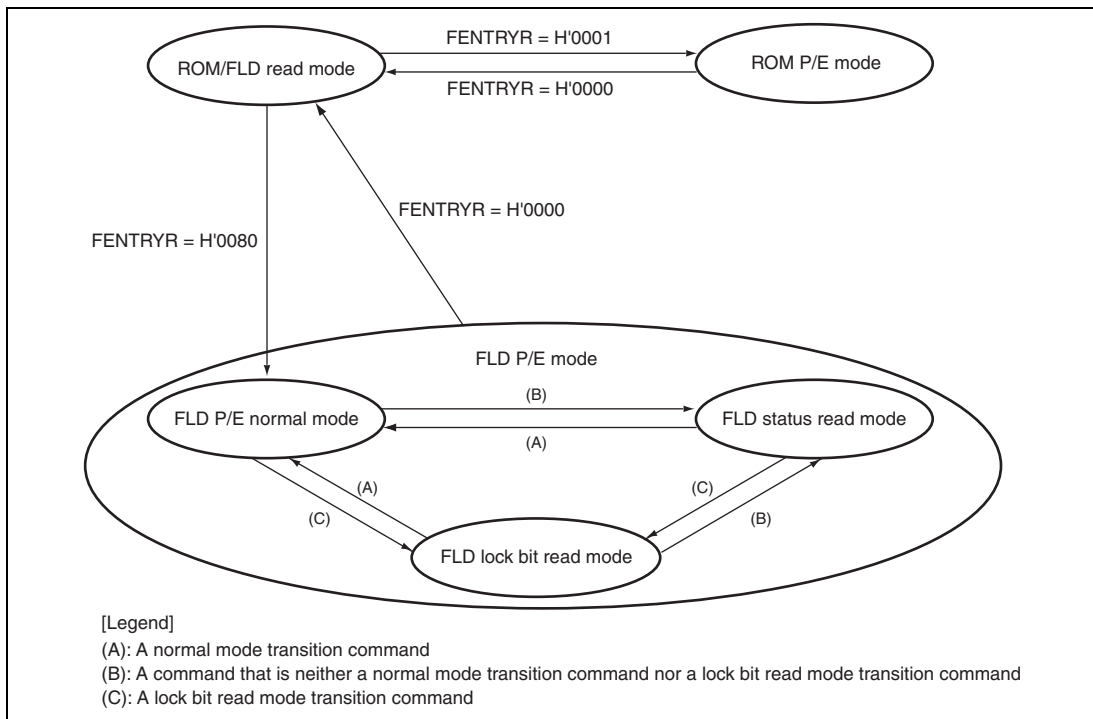 FENTRYR = H'0001
ROM/FLD read mode
ROM P/E mode
FENTRYR = H'0000
FENTRYR = H'0000
FENTRYR = H'0080
FLD P/E mode
(B)
FLD P/E normal mode
FLD status read mode
(A)
(A)
(C)
(C)
(B)
FLD lock bit read mode
[Legend]
(A): A normal mode transition command
(B): A command that is neither a normal mode transition command nor a lock bit read mode transition command
(C): A lock bit read mode transition command